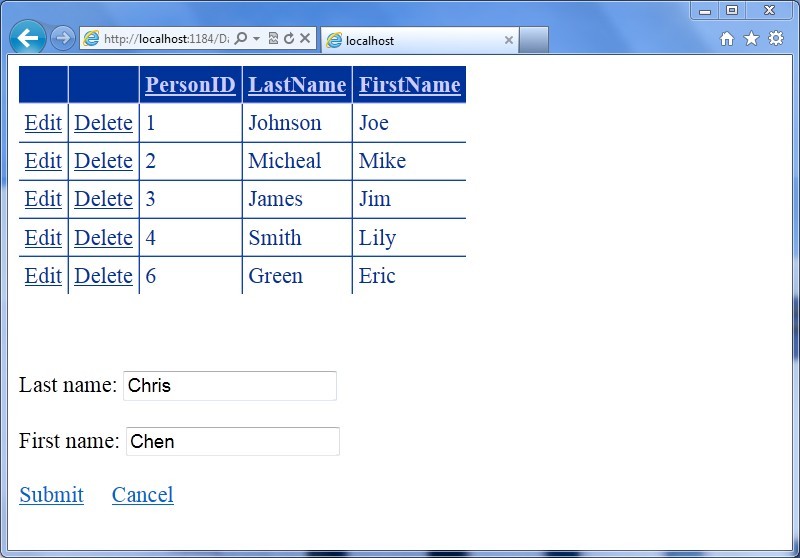 http://localhost:1184/Da
localhost
PersonID LastName FirstName
Edit Delete 1 Johnson Joe
Edit Delete 2 Micheal Mike
Edit Delete 3 James Jim
Edit Delete 4 Smith Lily
Edit Delete 6 Green Eric
Last name: Chris
First name: Chen
Submit Cancel